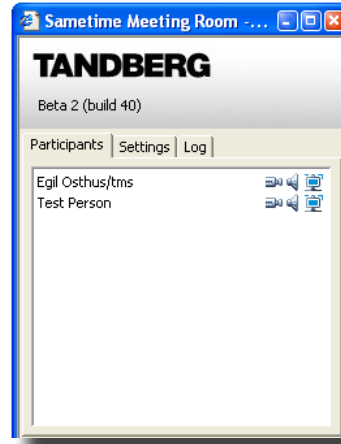 Sametime Meeting Room -...
TANDBERG
Beta 2 (build 40)
Participants Settings Log
Egil Osthus/tms
Test Person